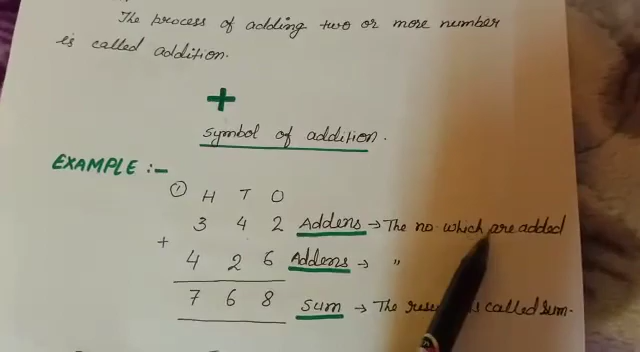 The process of adding two or more number
is called addition.
+
symbol of addition.
EXAMPLE :-
① H T O
3 4 2 Addens → The no. which are added
+
4 2 6 Addens → "
7 6 8 Sum → The called sum.